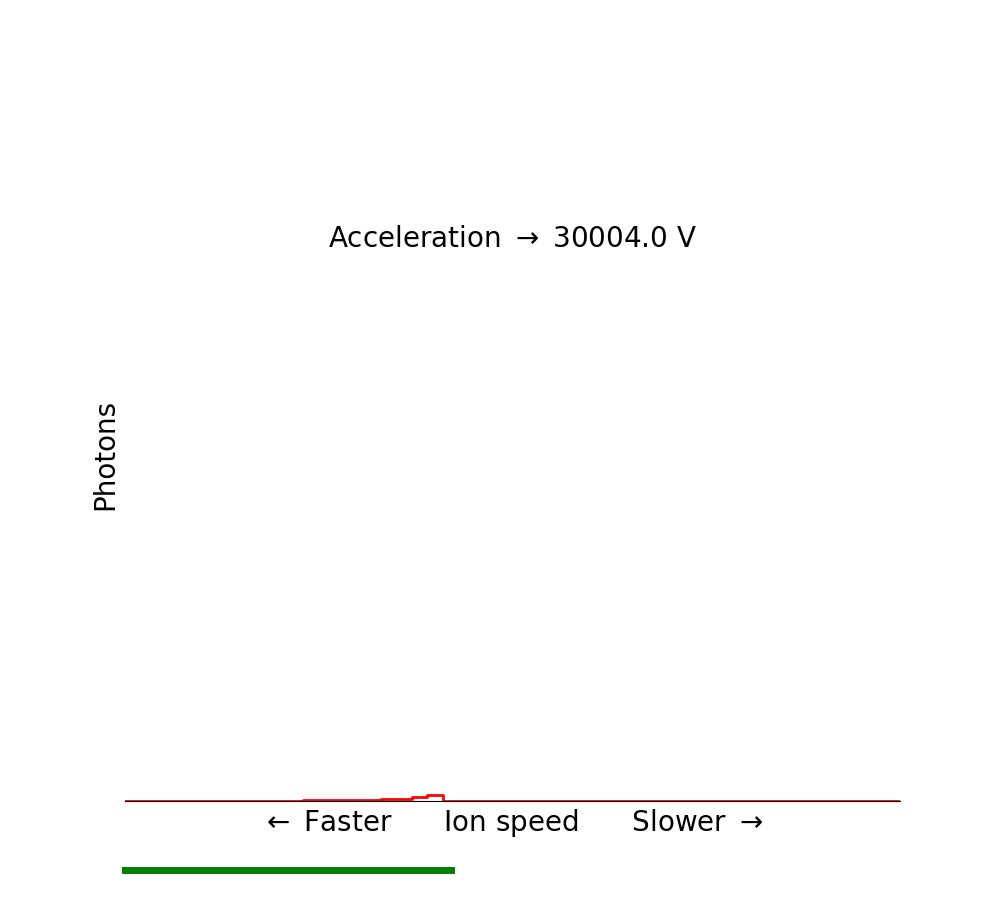 Acceleration → 30004.0 V
Photons
← Faster Ion speed Slower →